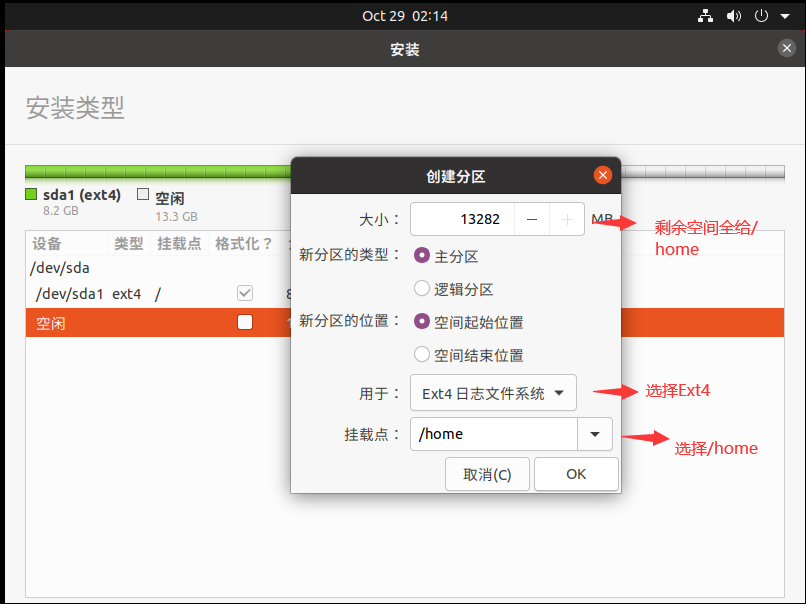 Oct 29 02:14
安装
安装类型
sda1 (ext4)
8.2 GB
空闲
13.3 GB
设备 类型 挂载点 格式化？
/dev/sda
/dev/sda1 ext4 /
空闲
创建分区
大小： 13282 — + MB
新分区的类型： 主分区
逻辑分区
新分区的位置： 空间起始位置
空间结束位置
用于： Ext4 日志文件系统
挂载点： /home
取消(C) OK
剩余空间全给/
home
选择Ext4
选择/home